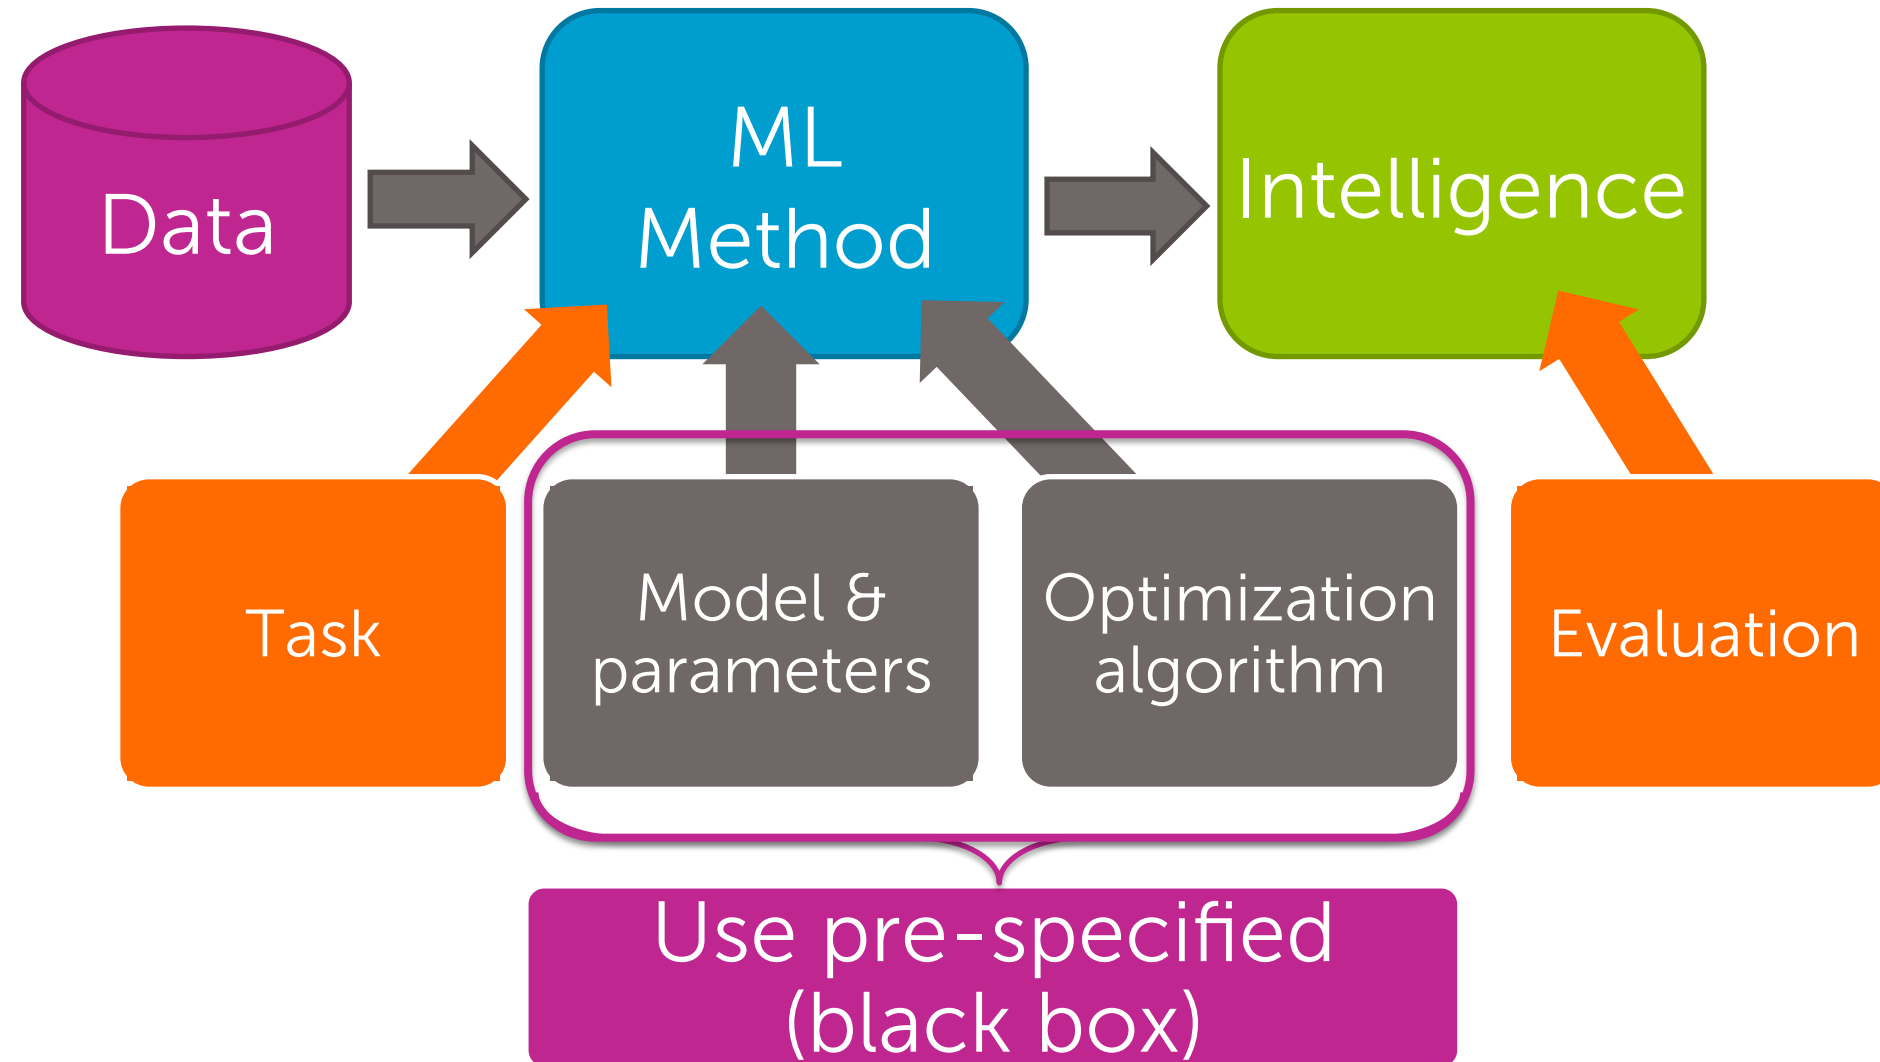 Data
ML
Method
Intelligence
Task
Model &
parameters
Optimization
algorithm
Evaluation
Use pre-specified
(black box)